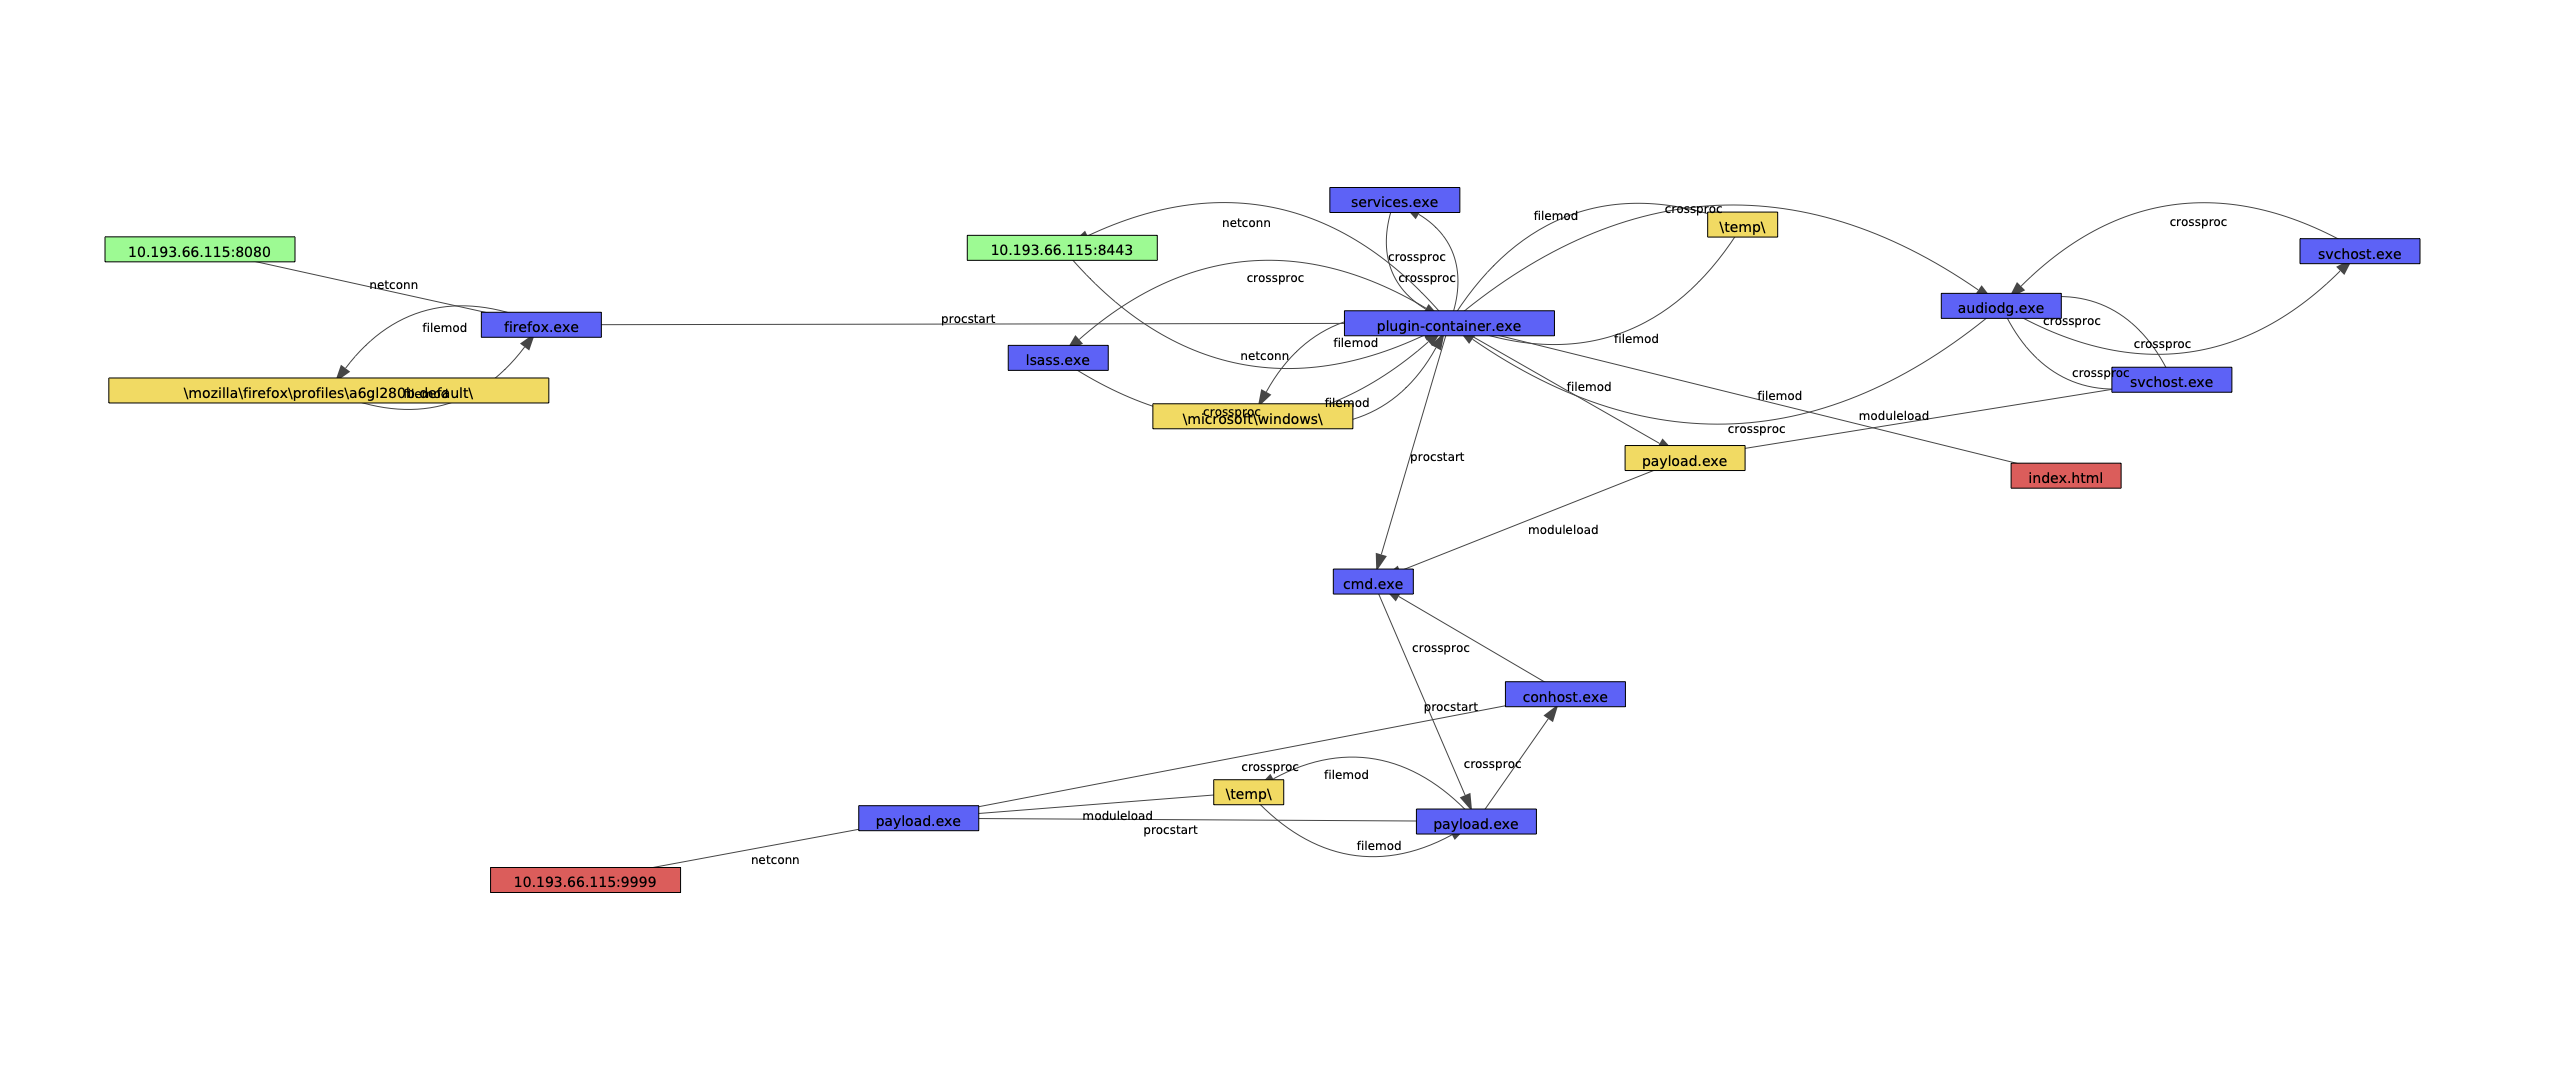 services.exe
netconn
filemod
crossproc
\temp\
crossproc
10.193.66.115:8080
10.193.66.115:8443
crossproc
svchost.exe
netconn
crossproc
crossproc
audiodg.exe
filemod
firefox.exe
procstart
plugin-container.exe
crossproc
filemod
filemod
crossproc
lsass.exe
netconn
crossproc
svchost.exe
\mozilla\firefox\profiles\a6gl280b.default\
filemod
filemod
filemod
filemod
crossproc
\microsoft\windows\
moduleload
crossproc
procstart
payload.exe
index.html
moduleload
cmd.exe
crossproc
conhost.exe
procstart
crossproc
filemod
crossproc
\temp\
payload.exe
moduleload
procstart
payload.exe
filemod
netconn
10.193.66.115:9999